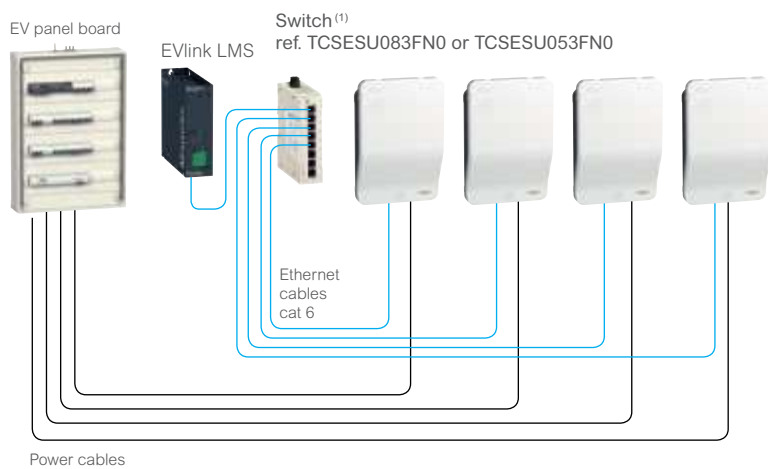 Switch (1)
ref. TCSESU083FN0 or TCSESU053FN0
EV panel board
EVlink LMS
Ethernet
cables
cat 6
Power cables